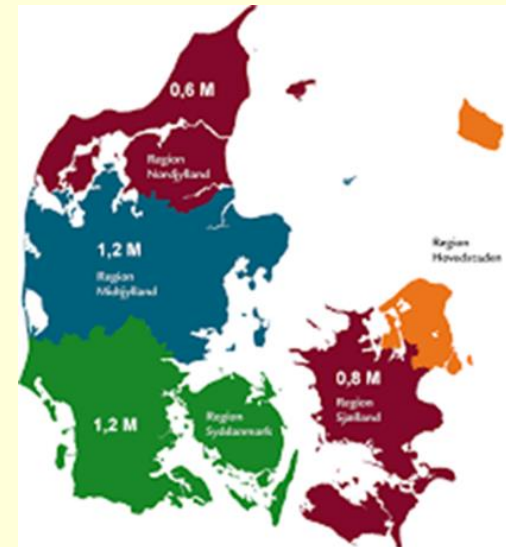 0,6 M
Region
Nordjylland
1,2 M
Region
Midtjylland
Region
Hovedstaden
0,8 M
Region
Sjælland
1,2 M
Region
Syddanmark